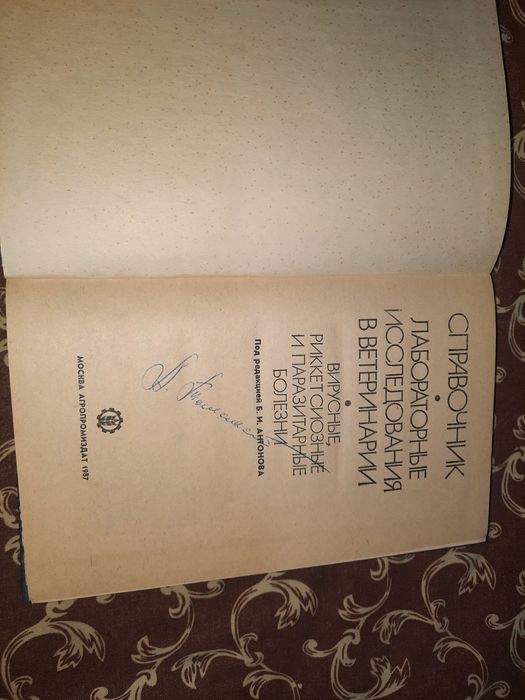 СПРАВОЧНИК
ЛАБОРАТОРНЫЕ
ИССЛЕДОВАНИЯ
В ВЕТЕРИНАРИИ
ВИРУСНЫЕ,
РИККЕТСИОЗНЫЕ
И ПАРАЗИТАРНЫЕ
БОЛЕЗНИ
Под редакцией Б. И. АНТОНОВА
МОСКВА АГРОПРОМИЗДАТ 1987